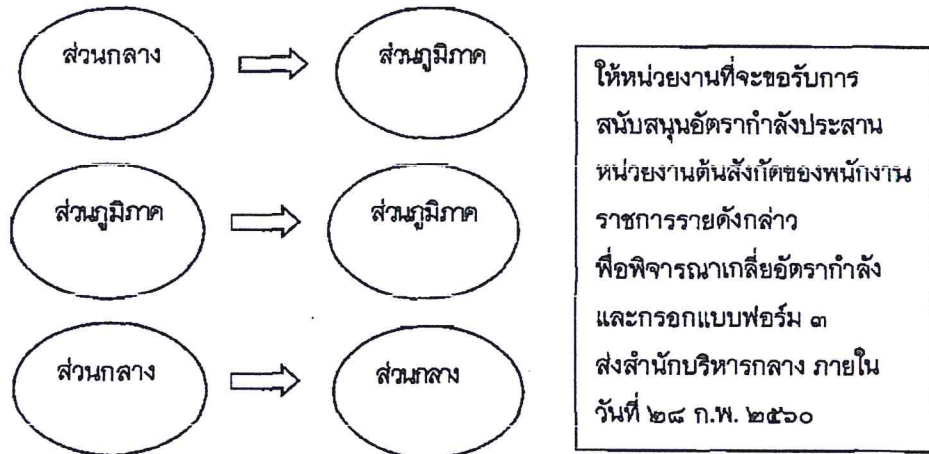 ส่วนกลาง ส่วนภูมิภาค
ส่วนภูมิภาค ส่วนภูมิภาค
ส่วนกลาง ส่วนกลาง
ให้หน่วยงานที่จะขอรับการ
สนับสนุนอัตรากำลังประสาน
หน่วยงานต้นสังกัดของพนักงาน
ราชการรายดังกล่าว
พื่อพิจารณาเกลี่ยอัตรากำลัง
และกรอกแบบฟอร์ม ๓
ส่งสำนักบริหารกลาง ภายใน
วันที่ ๒๘ ก.พ. ๒๕๖๐